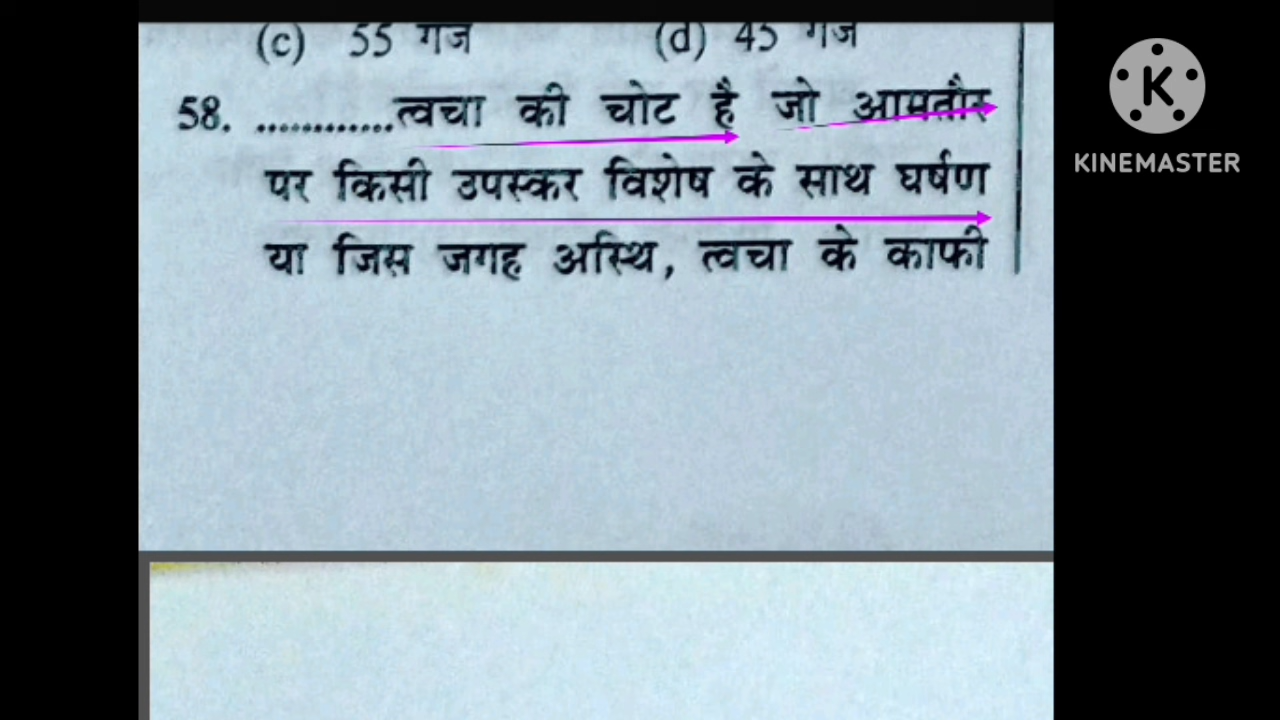 (c) 55 गज (d) 45 गज
58. ............त्वचा की चोट है जो आमतौर
पर किसी उपस्कर विशेष के साथ घर्षण
या जिस जगह अस्थि, त्वचा के काफी
K
KINEMASTER